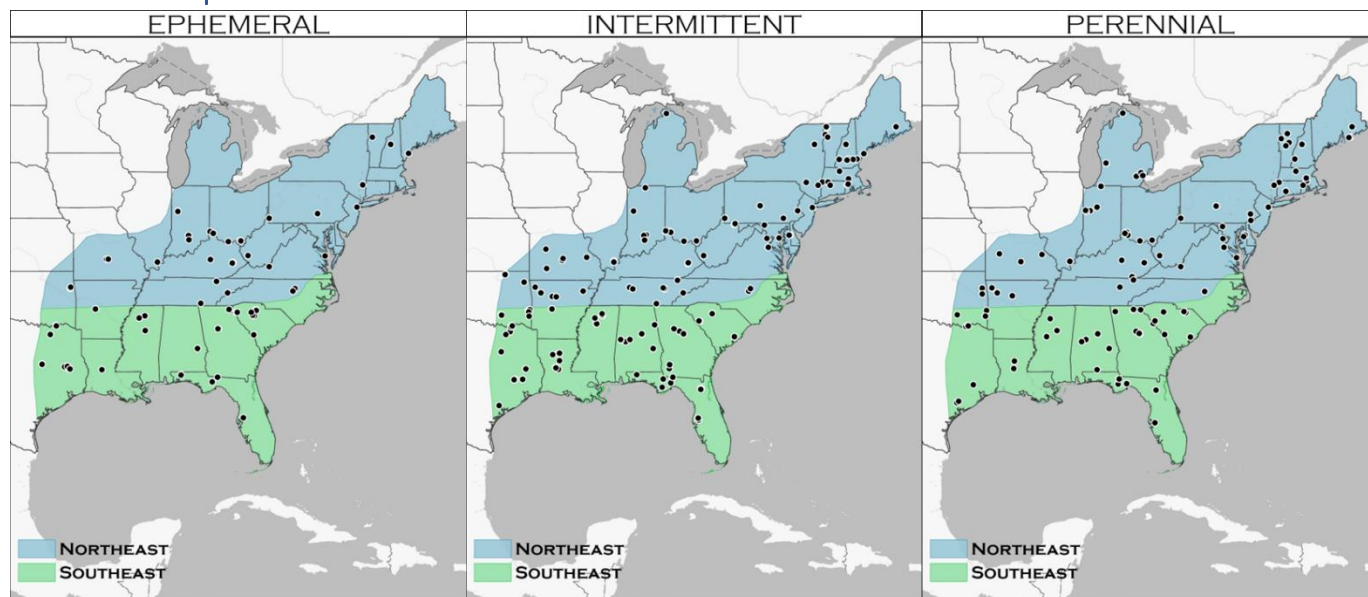 EPHEMERAL
INTERMITTENT
PERENNIAL
NORTHEAST
SOUTHEAST
NORTHEAST
SOUTHEAST
NORTHEAST
SOUTHEAST